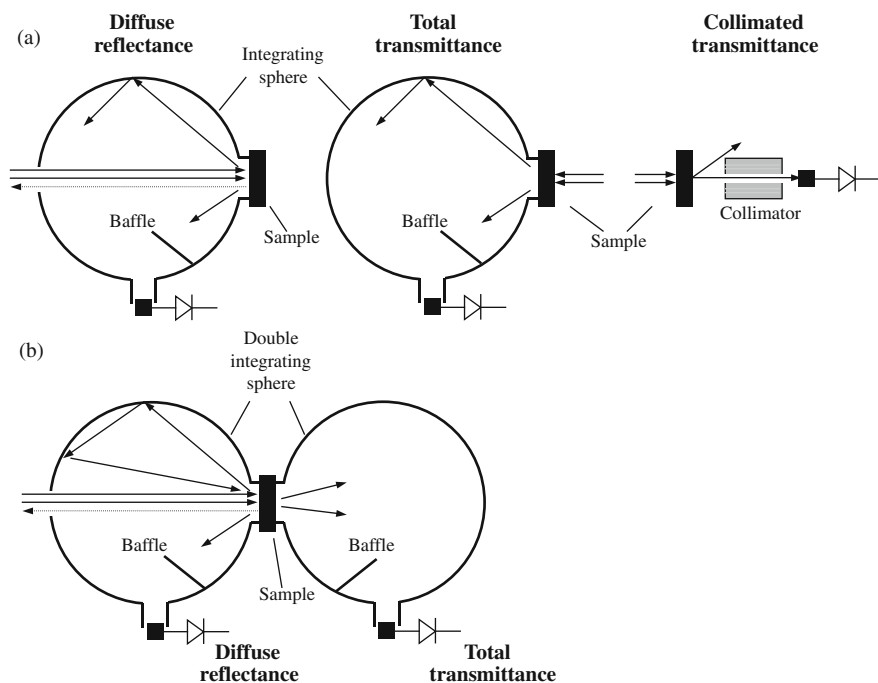 (a)
Diffuse
reflectance
Total
transmittance
Collimated
transmittance
Integrating
sphere
Baffle
Sample
Baffle
Sample
Collimator
(b)
Double
integrating
sphere
Baffle
Sample
Baffle
Diffuse
reflectance
Total
transmittance